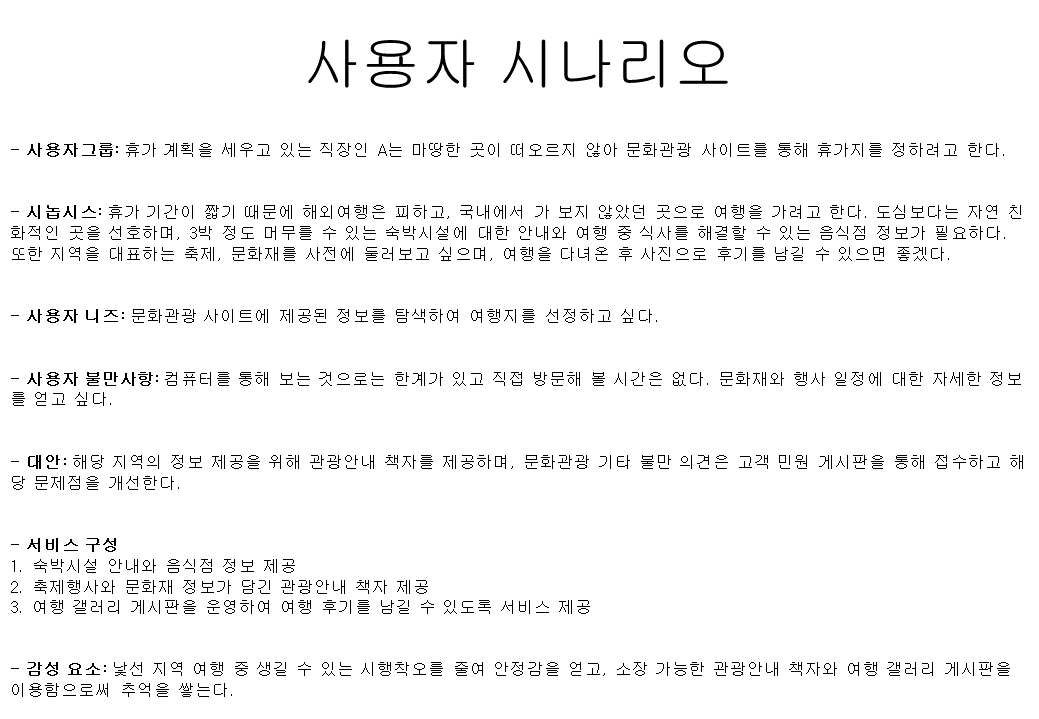 사용자 시나리오
- 사용자그룹: 휴가 계획을 세우고 있는 직장인 A는 마땅한 곳이 떠오르지 않아 문화관광 사이트를 통해 휴가지를 정하려고 한다.
- 시놉시스: 휴가 기간이 짧기 때문에 해외여행은 피하고, 국내에서 가 보지 않았던 곳으로 여행을 가려고 한다. 도심보다는 자연 친
화적인 곳을 선호하며, 3박 정도 머무를 수 있는 숙박시설에 대한 안내와 여행 중 식사를 해결할 수 있는 음식점 정보가 필요하다.
또한 지역을 대표하는 축제, 문화재를 사전에 둘러보고 싶으며, 여행을 다녀온 후 사진으로 후기를 남길 수 있으면 좋겠다.
- 사용자 니즈: 문화관광 사이트에 제공된 정보를 탐색하여 여행지를 선정하고 싶다.
- 사용자 불만사항: 컴퓨터를 통해 보는 것으로는 한계가 있고 직접 방문해 볼 시간은 없다. 문화재와 행사 일정에 대한 자세한 정보
를 얻고 싶다.
- 대안: 해당 지역의 정보 제공을 위해 관광안내 책자를 제공하며, 문화관광 기타 불만 의견은 고객 민원 게시판을 통해 접수하고 해
당 문제점을 개선한다.
- 서비스 구성
1. 숙박시설 안내와 음식점 정보 제공
2. 축제행사와 문화재 정보가 담긴 관광안내 책자 제공
3. 여행 갤러리 게시판을 운영하여 여행 후기를 남길 수 있도록 서비스 제공
- 감성 요소: 낯선 지역 여행 중 생길 수 있는 시행착오를 줄여 안정감을 얻고, 소장 가능한 관광안내 책자와 여행 갤러리 게시판을
이용함으로써 추억을 쌓는다.